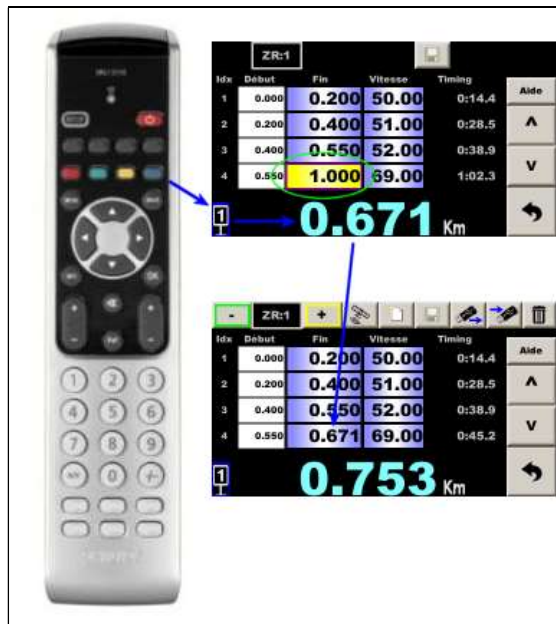 ZR:1
Idx Début Fin Vitesse Timing
1 0.000 0.200 50.00 0:14.4
2 0.200 0.400 51.00 0:28.5
3 0.400 0.550 52.00 0:38.9
4 0.550 1.000 69.00 1:02.3
Aide
1 0.671 Km
- ZR:1 +
Idx Début Fin Vitesse Timing
1 0.000 0.200 50.00 0:14.4
2 0.200 0.400 51.00 0:28.5
3 0.400 0.550 52.00 0:38.9
4 0.550 0.671 69.00 0:45.2
Aide
1 0.753 Km
OK
+ +
- -
1 2 3
4 5 6
7 8 9
0